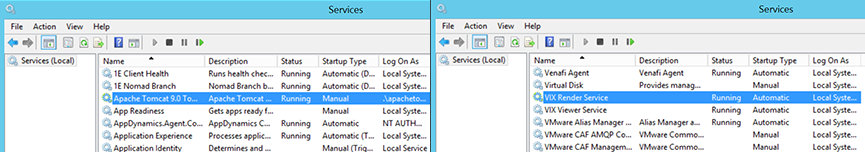 Services
File Action View Help
Services (Local)
Name Description Status Startup Type Log On As
1E Client Health Runs health chec... Running Automatic (D... Local Syste...
1E Nomad Branch Running Automatic (D... Local Syste...
Apache Tomcat 9.0 To... Apache Tomcat ... Running Manual .\apacheto...
App Readiness Gets apps ready f... Manual Local Syste...
AppDynamics.Agent.Co... AppDynamics C... Running Automatic NT AUTH...
Application Experience Processes applic... Running Manual (Trig... Local Syste...
Application Identity Determines and ... Manual (Trig... Local Service
Services
File Action View Help
Services (Local)
Name Description Status Startup Type Log On As
Venafi Agent Venafi Agent Running Automatic Local Syste...
Virtual Disk Provides manag... Manual Local Syste...
VIX Render Service Running Automatic Local Syste...
VIX Viewer Service Running Automatic Local Syste...
VMware Alias Manager ... VMware Alias M... Running Automatic Local Syste...
VMware CAF AMQP Co... VMware Commo... Manual Local Syste...
VMware CAF Managem... VMware Commo... Manual Local Syste...